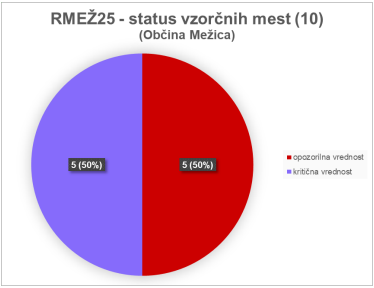 RMEŽ25 - status vzorčnih mest (10)
(Občina Mežica)
5 (50%)
5 (50%)
opozorilna vrednost
kritična vrednost